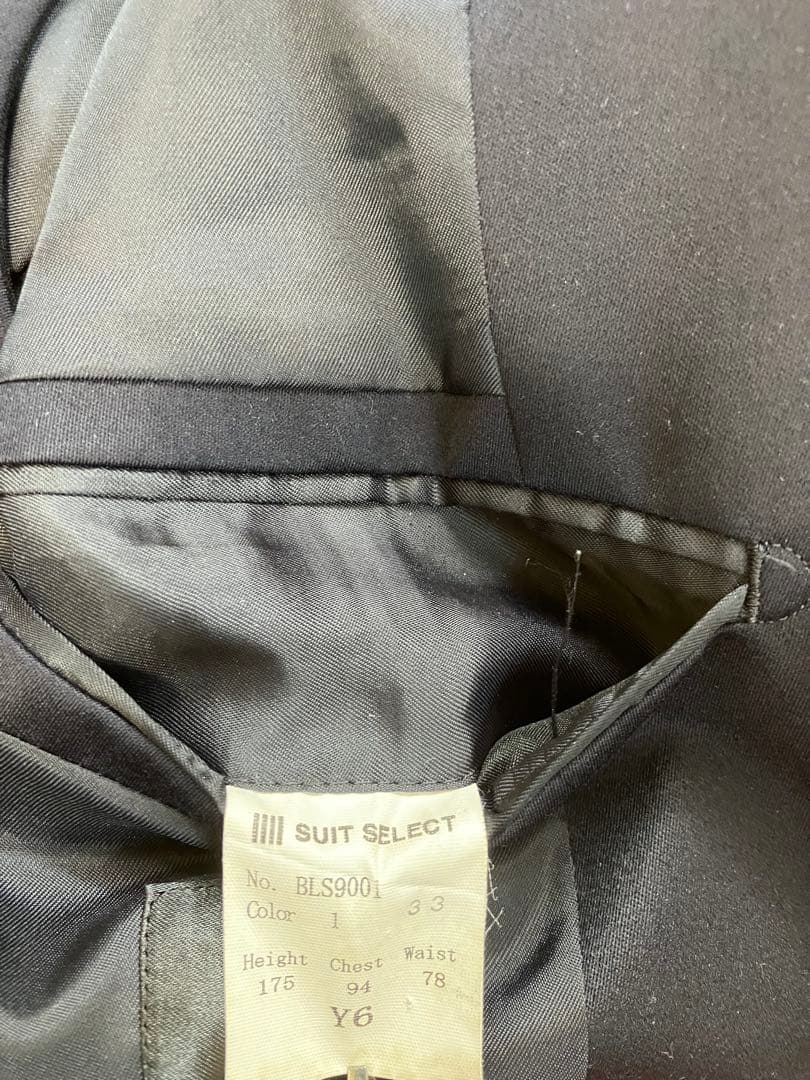 SUIT SELECT
No. BLS9001
Color 1 33
Height Chest Waist
175 94 78
Y6